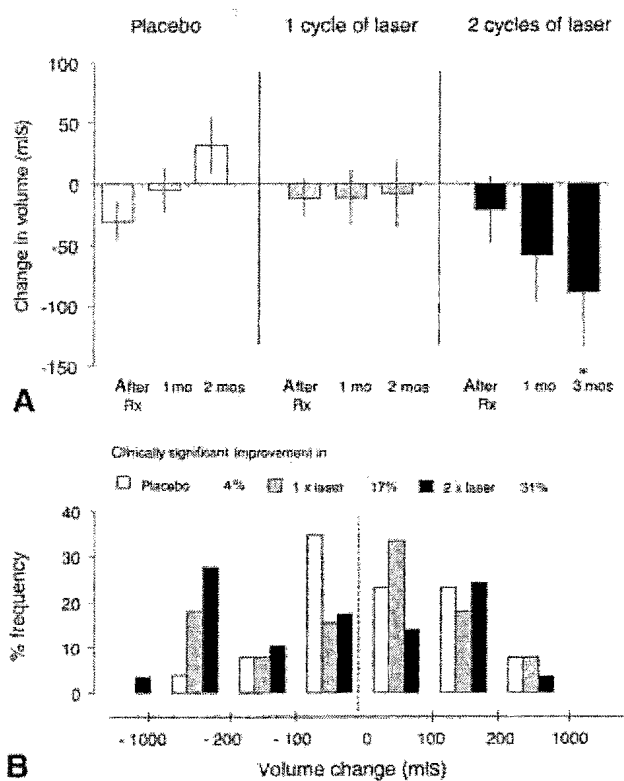 Placebo 1 cycle of laser 2 cycles of laser
Change in volume (mlS)
100
50
0
-50
-100
-150
After Rx 1 mo 2 mos After Rx 1 mo 2 mos After Rx 1 mo * 3 mos
A
Clinically significant improvement in
Placebo 4% 1 x laser 17% 2 x laser 31%
% frequency
40
30
20
10
0
- 1000 - 200 - 100 0 100 200 1000
Volume change (mlS)
B